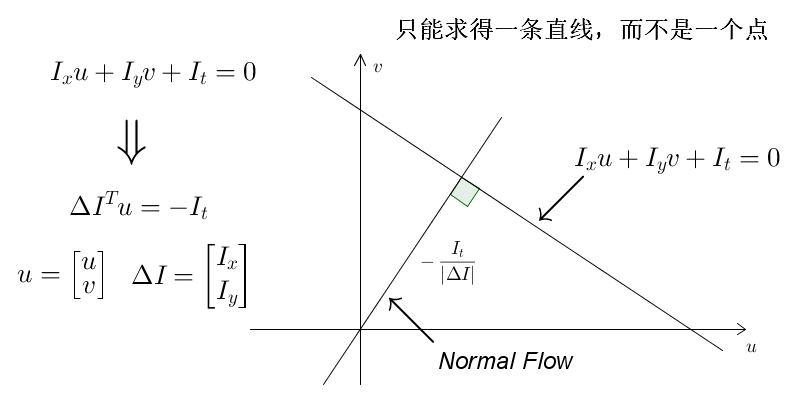 只能求得一条直线，而不是一个点
I_x u + I_y v + I_t = 0
⇓
ΔI^T u = −I_t
u = [u v] ΔI = [I_x I_y]
v
I_x u + I_y v + I_t = 0
− I_t / |ΔI|
Normal Flow
u